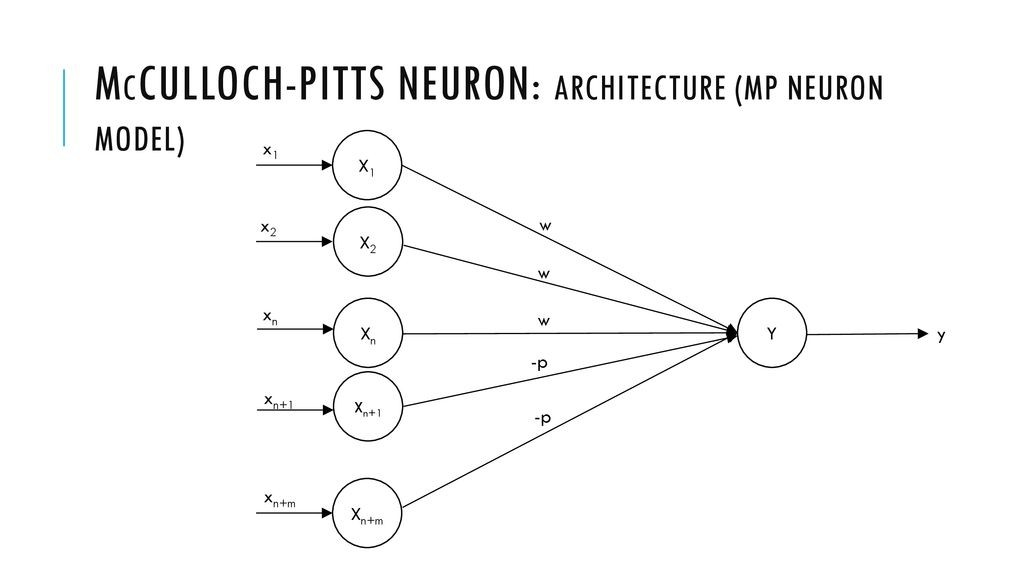 McCULLOCH-PITTS NEURON: ARCHITECTURE (MP NEURON
MODEL)
x₁
X₁
w
x₂
X₂
w
xₙ
Xₙ
w
Y
y
-p
xₙ₊₁
Xₙ₊₁
-p
xₙ₊ₘ
Xₙ₊ₘ